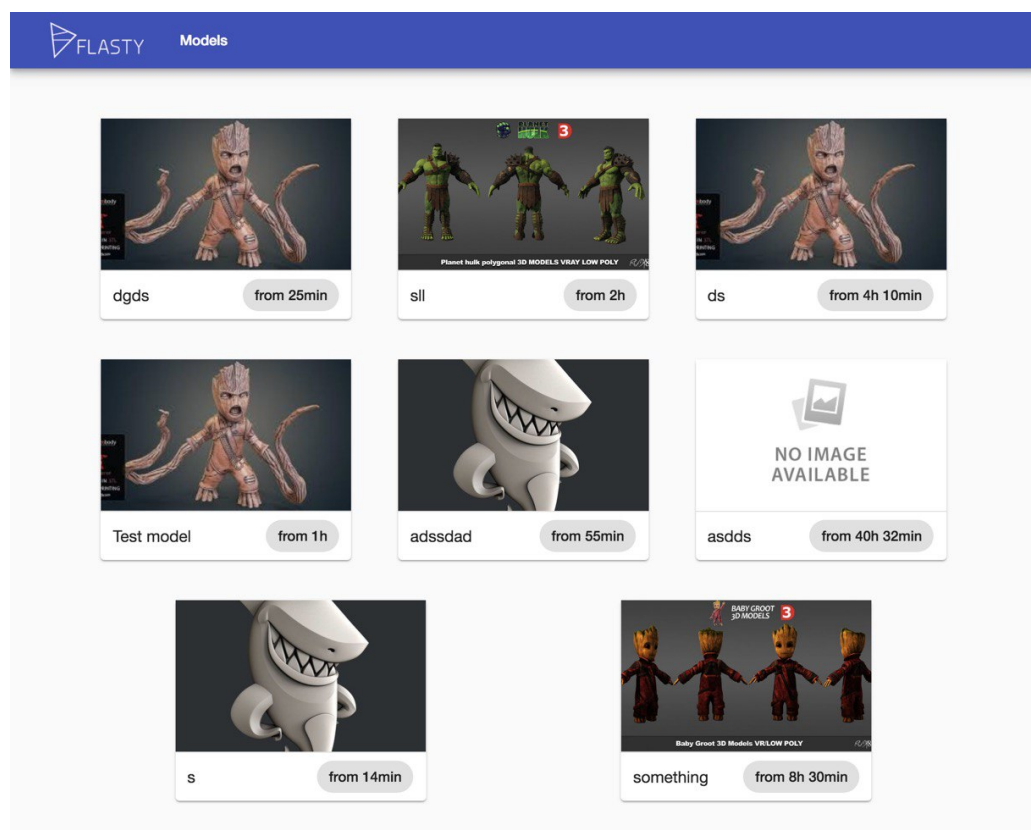 FLASTY
Models
PLANET
3
Planet hulk polygonal 3D MODELS VRAY LOW POLY
dgds
from 25min
sll
from 2h
ds
from 4h 10min
NO IMAGE
AVAILABLE
Test model
from 1h
adssdad
from 55min
asdds
from 40h 32min
BABY GROOT
3D MODELS
3
Baby Groot 3D Models VR/LOW POLY
s
from 14min
something
from 8h 30min